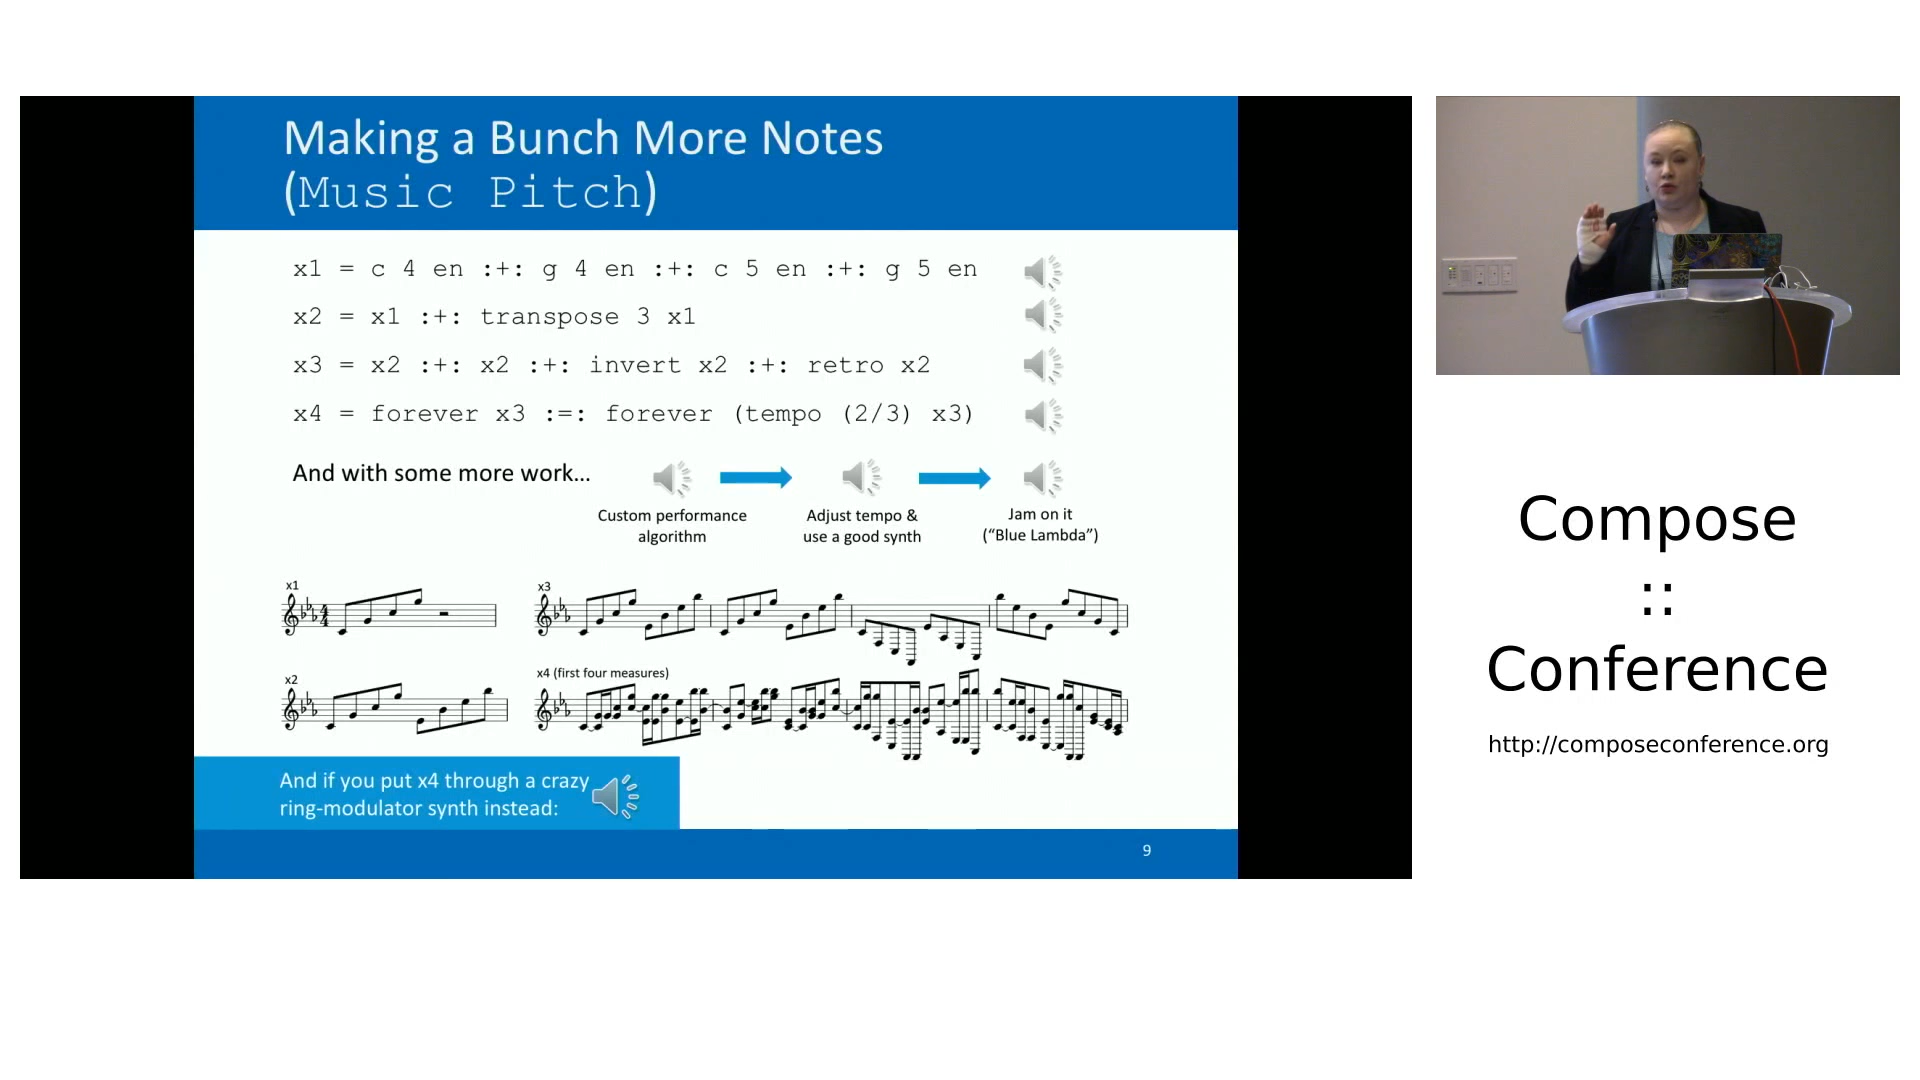 Making a Bunch More Notes
(Music Pitch)
x1 = c 4 en :+: g 4 en :+: c 5 en :+: g 5 en
x2 = x1 :+: transpose 3 x1
x3 = x2 :+: x2 :+: invert x2 :+: retro x2
x4 = forever x3 :=: forever (tempo (2/3) x3)
And with some more work...
Custom performance
algorithm
Adjust tempo &
use a good synth
Jam on it
(“Blue Lambda”)
x1
4
4
x3
x2
x4 (first four measures)
And if you put x4 through a crazy
ring-modulator synth instead:
9
Compose
::
Conference
http://composeconference.org